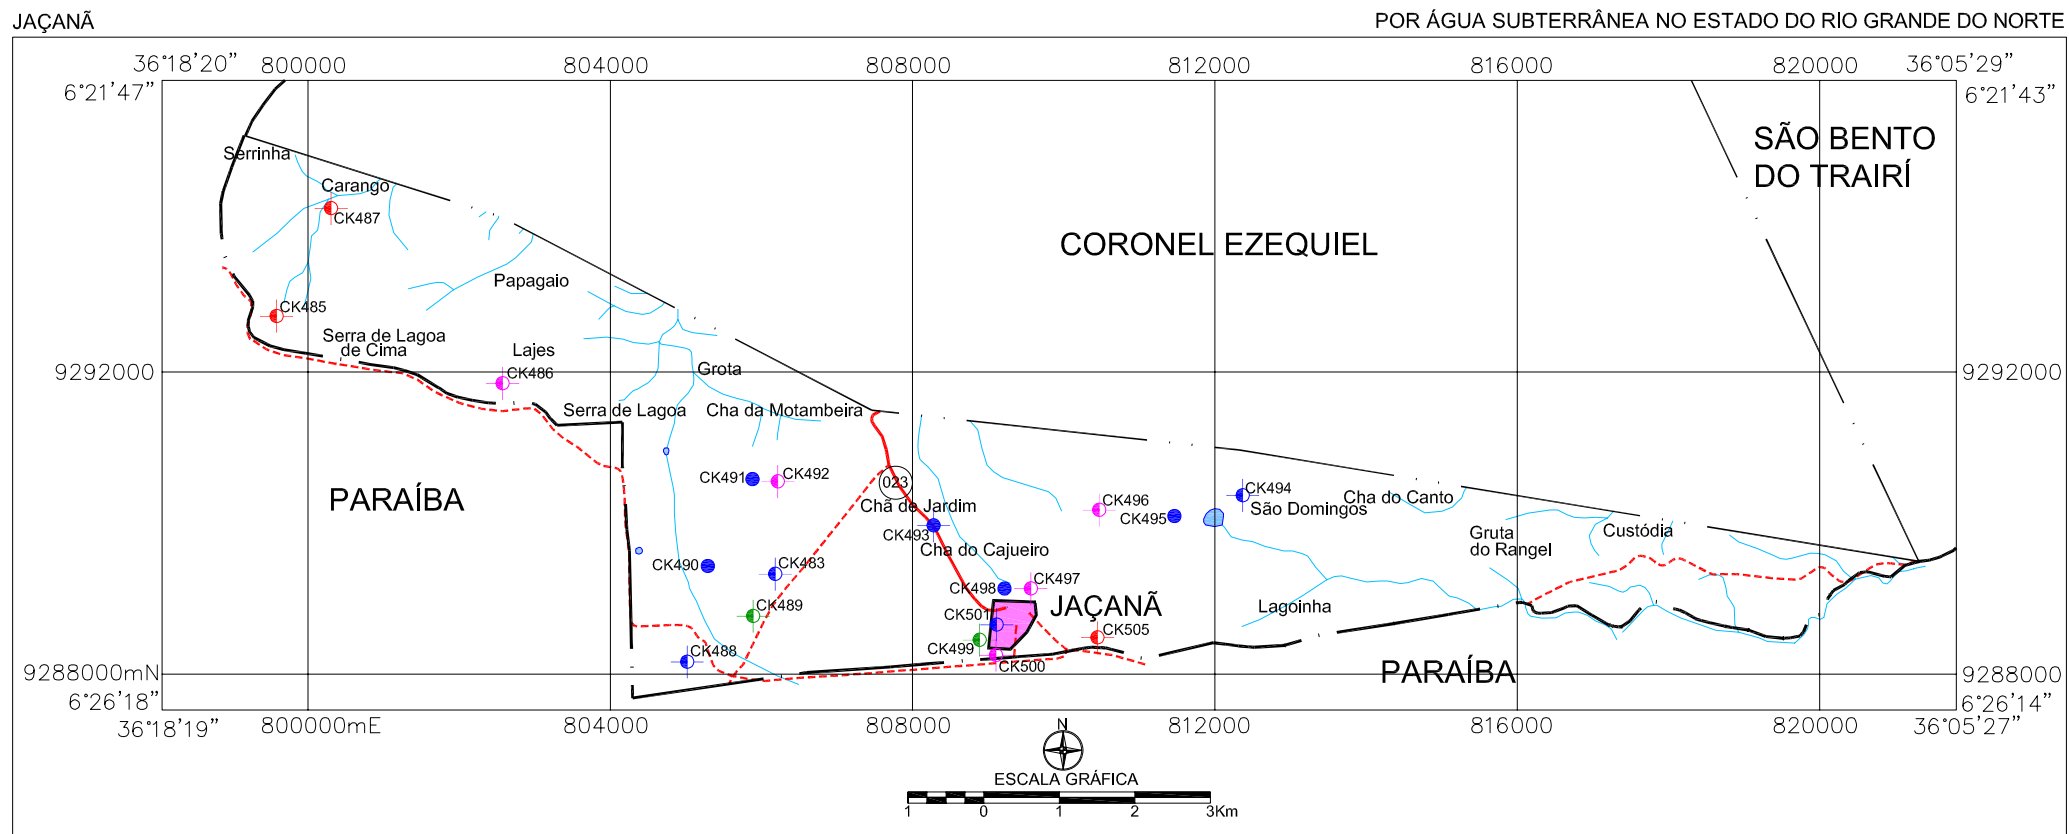 JAÇANÃ
POR ÁGUA SUBTERRÂNEA NO ESTADO DO RIO GRANDE DO NORTE
36°18'20"
800000
804000
808000
812000
816000
820000
36°05'29"
6°21'47"
6°21'43"
SÃO BENTO
DO TRAIRÍ
Serrinha
Carango
CK487
CORONEL EZEQUIEL
Papagaio
CK485
Serra de Lagoa
de Cima
Lajes
CK486
Grota
9292000
9292000
Serra de Lagoa
Cha da Motambeira
PARAÍBA
CK491
CK492
023
CK494
CK496
Cha do Canto
Chã de Jardim
São Domingos
CK495
CK493
Gruta
do Rangel
Custódia
Cha do Cajueiro
CK490
CK483
CK498
CK497
CK489
JAÇANÃ
Lagoinha
CK501
CK505
CK499
CK488
CK500
PARAÍBA
9288000mN
9288000
6°26'18"
6°26'14"
36°18'19"
800000mE
804000
808000
N
812000
816000
820000
36°05'27"
ESCALA GRÁFICA
1
0
1
2
3Km